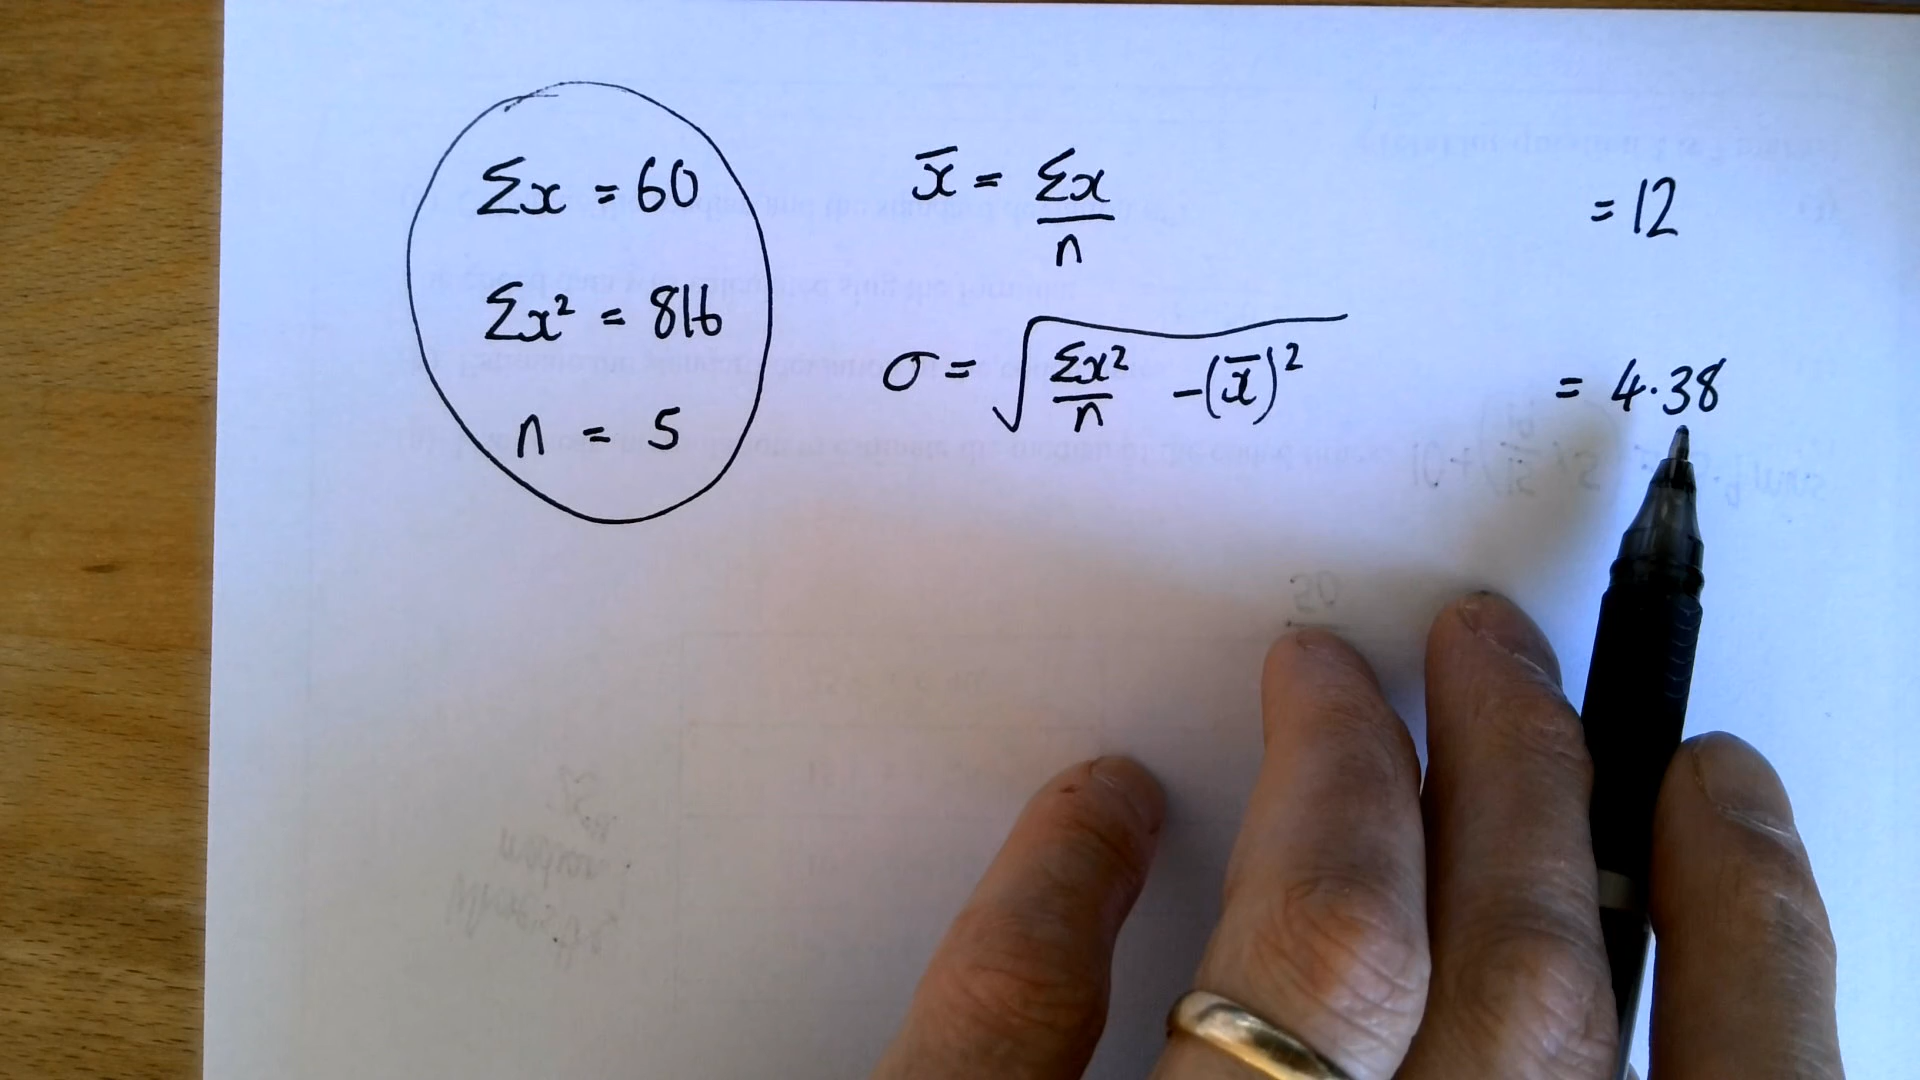 Σx = 60
Σx² = 816
n = 5
x̄ = Σx/n = 12
σ = √(Σx²/n - (x̄)²) = 4.38